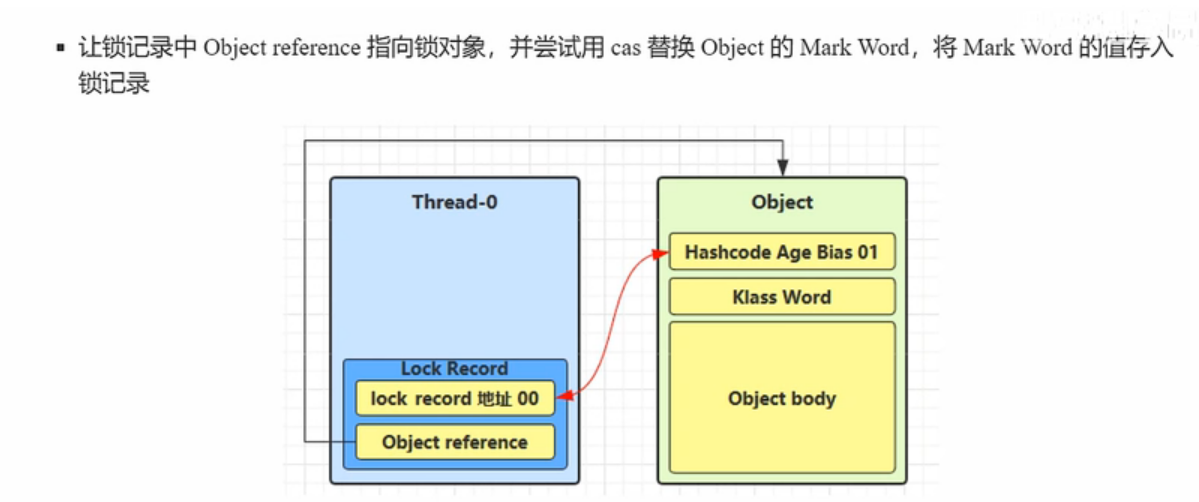 ▪ 让锁记录中 Object reference 指向锁对象，并尝试用 cas 替换 Object 的 Mark Word，将 Mark Word 的值存入
锁记录
Thread-0
Object
Hashcode Age Bias 01
Klass Word
Lock Record
lock record 地址 00
Object body
Object reference